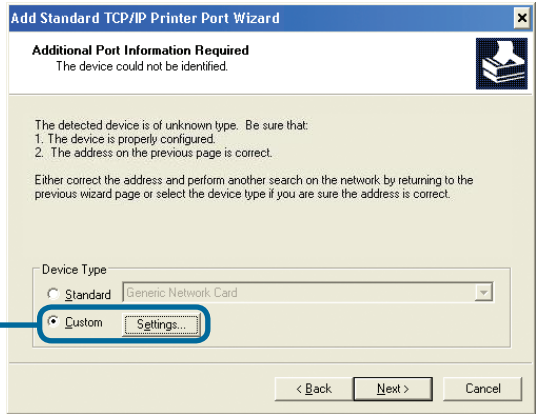 Add Standard TCP/IP Printer Port Wizard
Additional Port Information Required
The device could not be identified.
The detected device is of unknown type. Be sure that:
1. The device is properly configured.
2. The address on the previous page is correct.
Either correct the address and perform another search on the network by returning to the
previous wizard page or select the device type if you are sure the address is correct.
Device Type
Standard Generic Network Card
Custom Settings...
< Back Next > Cancel